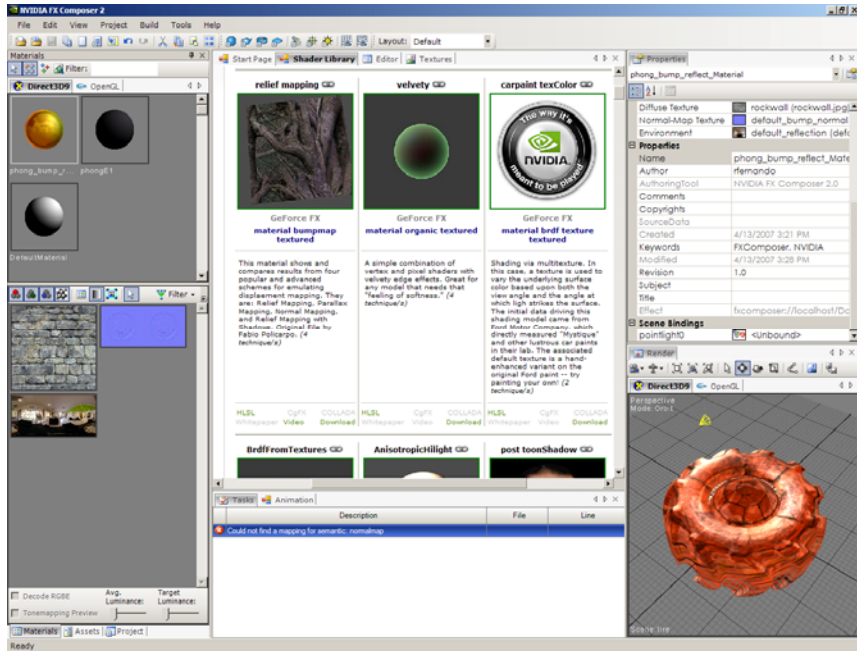 NVIDIA FX Composer 2
File Edit View Project Build Tools Help
Layout: Default
Materials
Filter:
Direct3D9 OpenGL
phong_bump_r... phongE1
DefaultMaterial
Filter
Decode RGBE Avg. Luminance: Target Luminance:
Tonemapping Preview
Materials Assets Project
Ready
Start Page Shader Library Editor Textures
relief mapping
GeForce FX
material bumpmap
textured
This material shows and
compares results from four
popular and advanced
schemes for emulating
displaement mapping. They
are: Relief Mapping, Parallax
Mapping, Normal Mapping,
and Relief Mapping with
Shadows. Original File by
Fabio Policarpo. (4
technique/s)
HLSL CgFX COLLADA
Whitepaper Video Download
velvety
GeForce FX
material organic textured
A simple combination of
vertex and pixel shaders with
velvety edge effects. Great for
any model that needs that
"feeling of softness." (4
technique/s)
HLSL CgFX COLLADA
Whitepaper Video Download
carpaint texColor
The way it's
NVIDIA
meant to be played
GeForce FX
material brdf texture
textured
Shading via multitexture. In
this case, a texture is used to
vary the underlying surface
color based upon both the
view angle and the angle at
which ligh strikes the surface.
The initial data driving this
shading model came from
Ford Motor Company, which
directly measured "Mystique"
and other lustrous car paints
in their lab. The associated
default texture is a hand-
enhanced variant on the
original Ford paint -- try
painting your own! (2
technique/s)
HLSL CgFX COLLADA
Whitepaper Video Download
BrdfFromTextures AnisotropicHilight post toonShadow
Tasks Animation
Description File Line
Could not find a mapping for semantic: normalmap
Properties
phong_bump_reflect_Material
Diffuse Texture rockwall (rockwall.jpg)
Normal-Map Texture default_bump_normal
Environment default_reflection (defa
Properties
Name phong_bump_reflect_Mate
Author rfernando
AuthoringTool NVIDIA FX Composer 2.0
Comments
Copyrights
SourceData
Created 4/13/2007 3:21 PM
Keywords FXComposer, NVIDIA
Modified 4/13/2007 3:28 PM
Revision 1.0
Subject
Title
Effect fxcomposer://localhost/Do
Scene Bindings
pointlight0 <Unbound>
Render
Direct3D9 OpenGL
Perspective
Mode: Orbit
Scene: tire